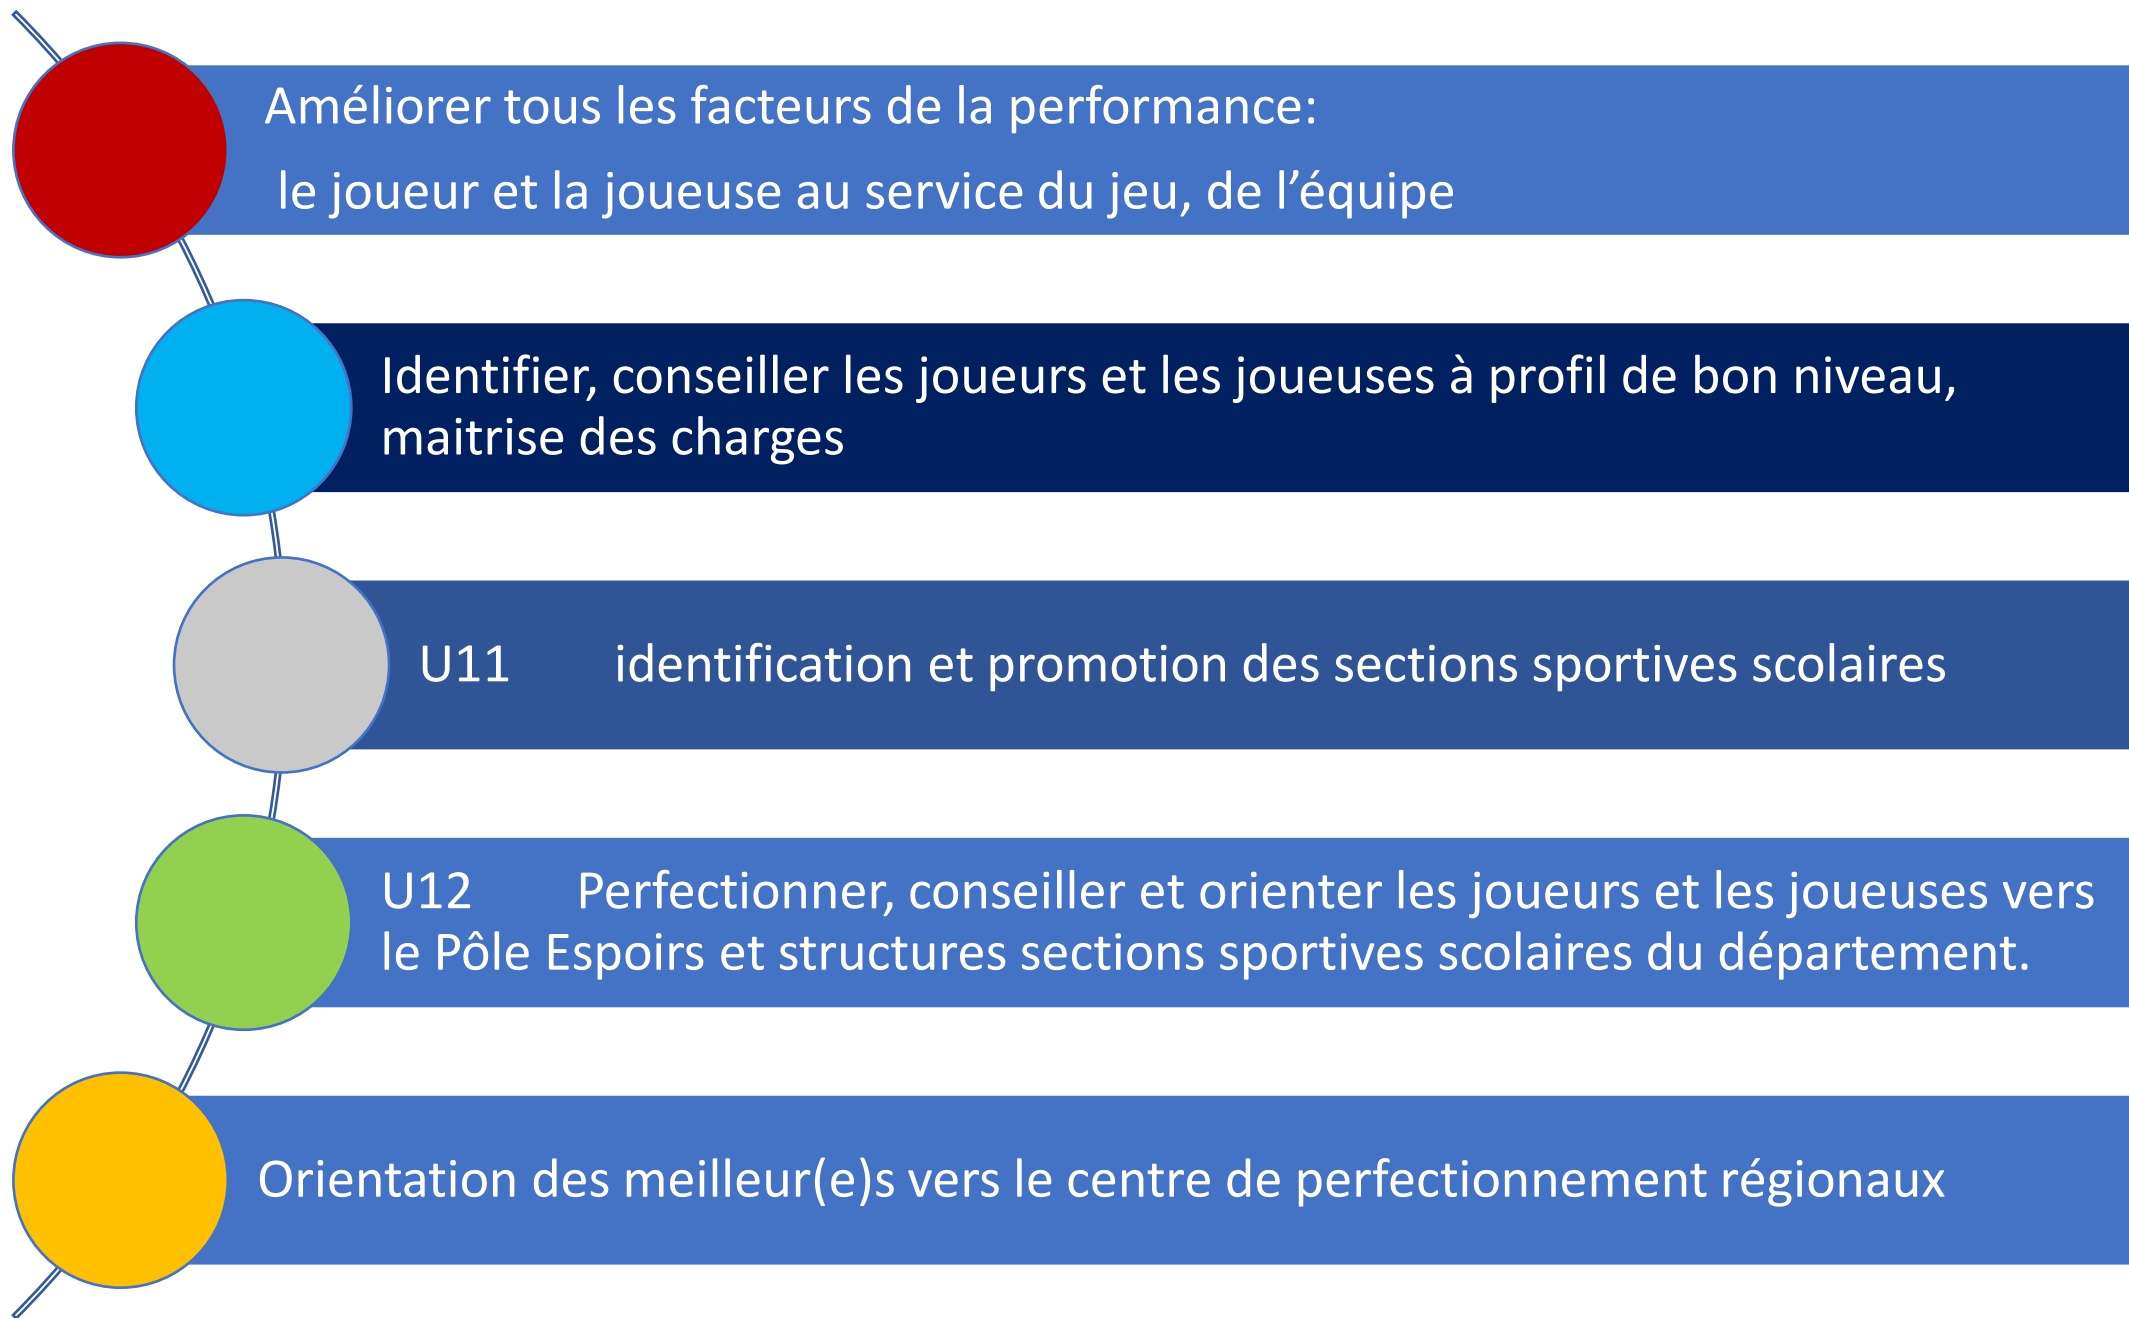 Améliorer tous les facteurs de la performance:
le joueur et la joueuse au service du jeu, de l’équipe
Identifier, conseiller les joueurs et les joueuses à profil de bon niveau,
maitrise des charges
U11 identification et promotion des sections sportives scolaires
U12 Perfectionner, conseiller et orienter les joueurs et les joueuses vers
le Pôle Espoirs et structures sections sportives scolaires du département.
Orientation des meilleur(e)s vers le centre de perfectionnement régionaux